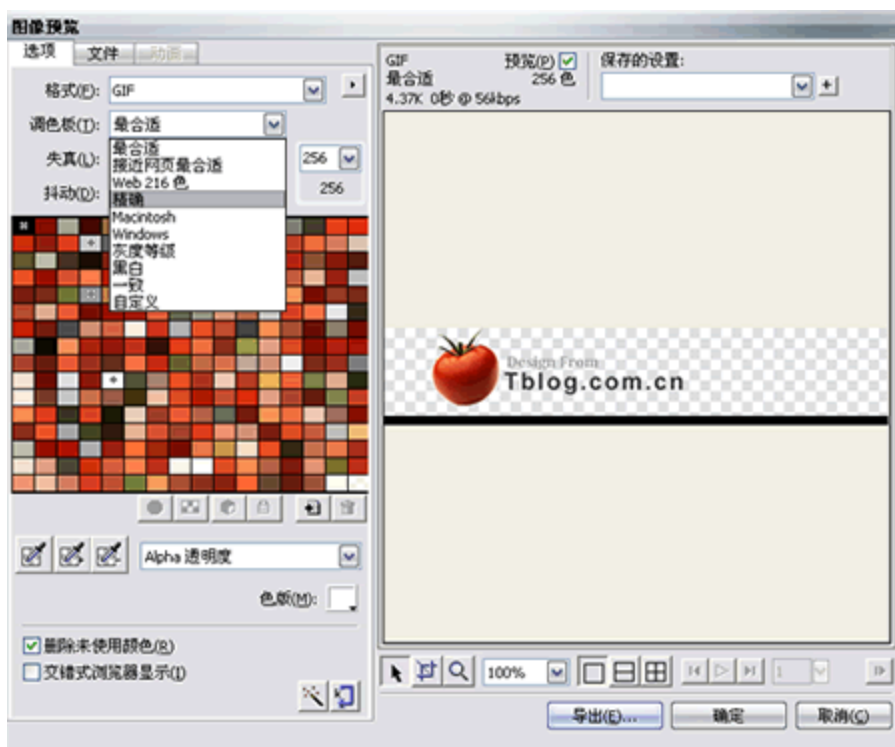 图像预览
选项 文件 动画
格式(F): GIF
调色板(T): 最合适
失真(L): 256
抖动(D): 256
最合适
接近网页最合适
Web 216 色
精确
Macintosh
Windows
灰度等级
黑白
一致
自定义
Alpha 透明度
色版(M):
删除未使用颜色(R)
交错式浏览器显示(I)
GIF 预览(P) 保存的设置:
最合适 256 色
4.37K 0秒 @ 56kbps
Design From
Tblog.com.cn
100% 1
导出(E)... 确定 取消(C)